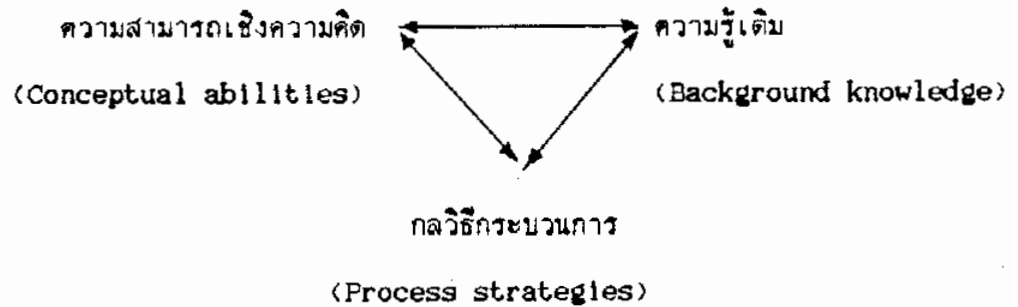 ความสามารถเชิงความคิด ความรู้เดิม
(Conceptual abilities) (Background knowledge)
กลวิธีกระบวนการ
(Process strategies)